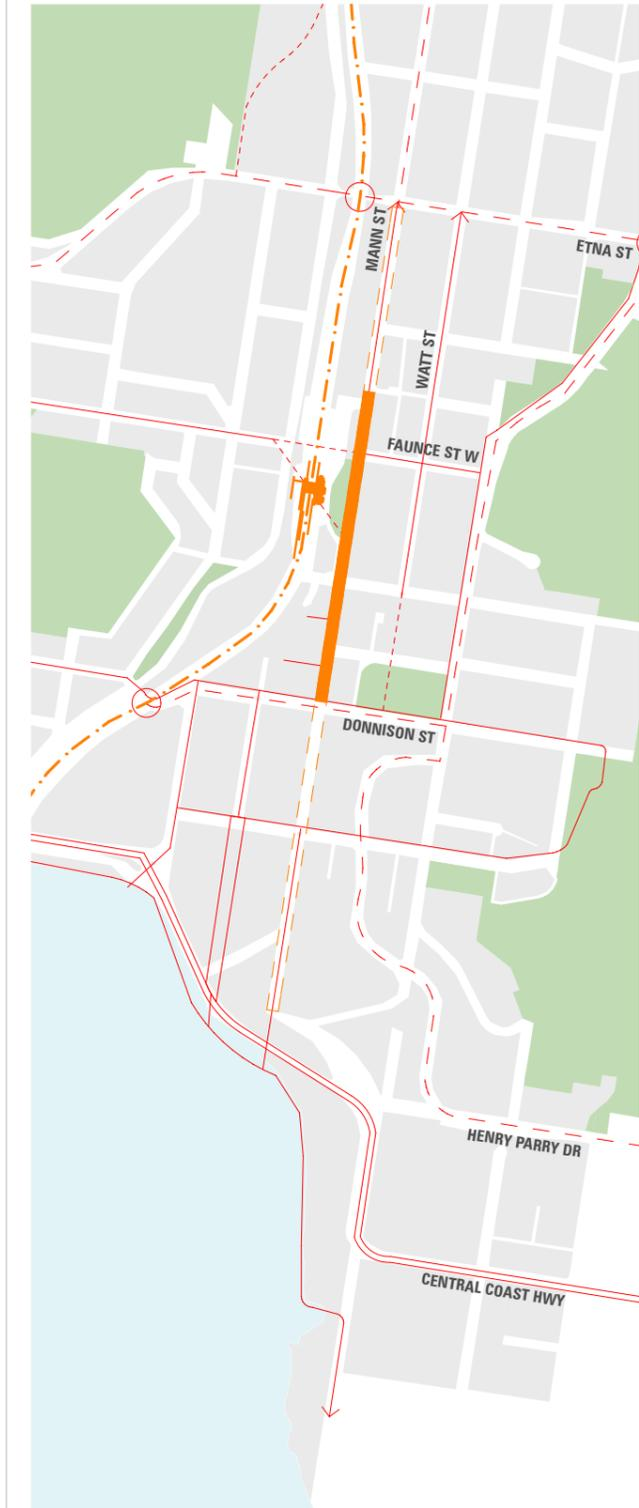 ETNA ST
MANN ST
WATT ST
FAUNCE ST W
DONNISON ST
HENRY PARRY DR
CENTRAL COAST HWY